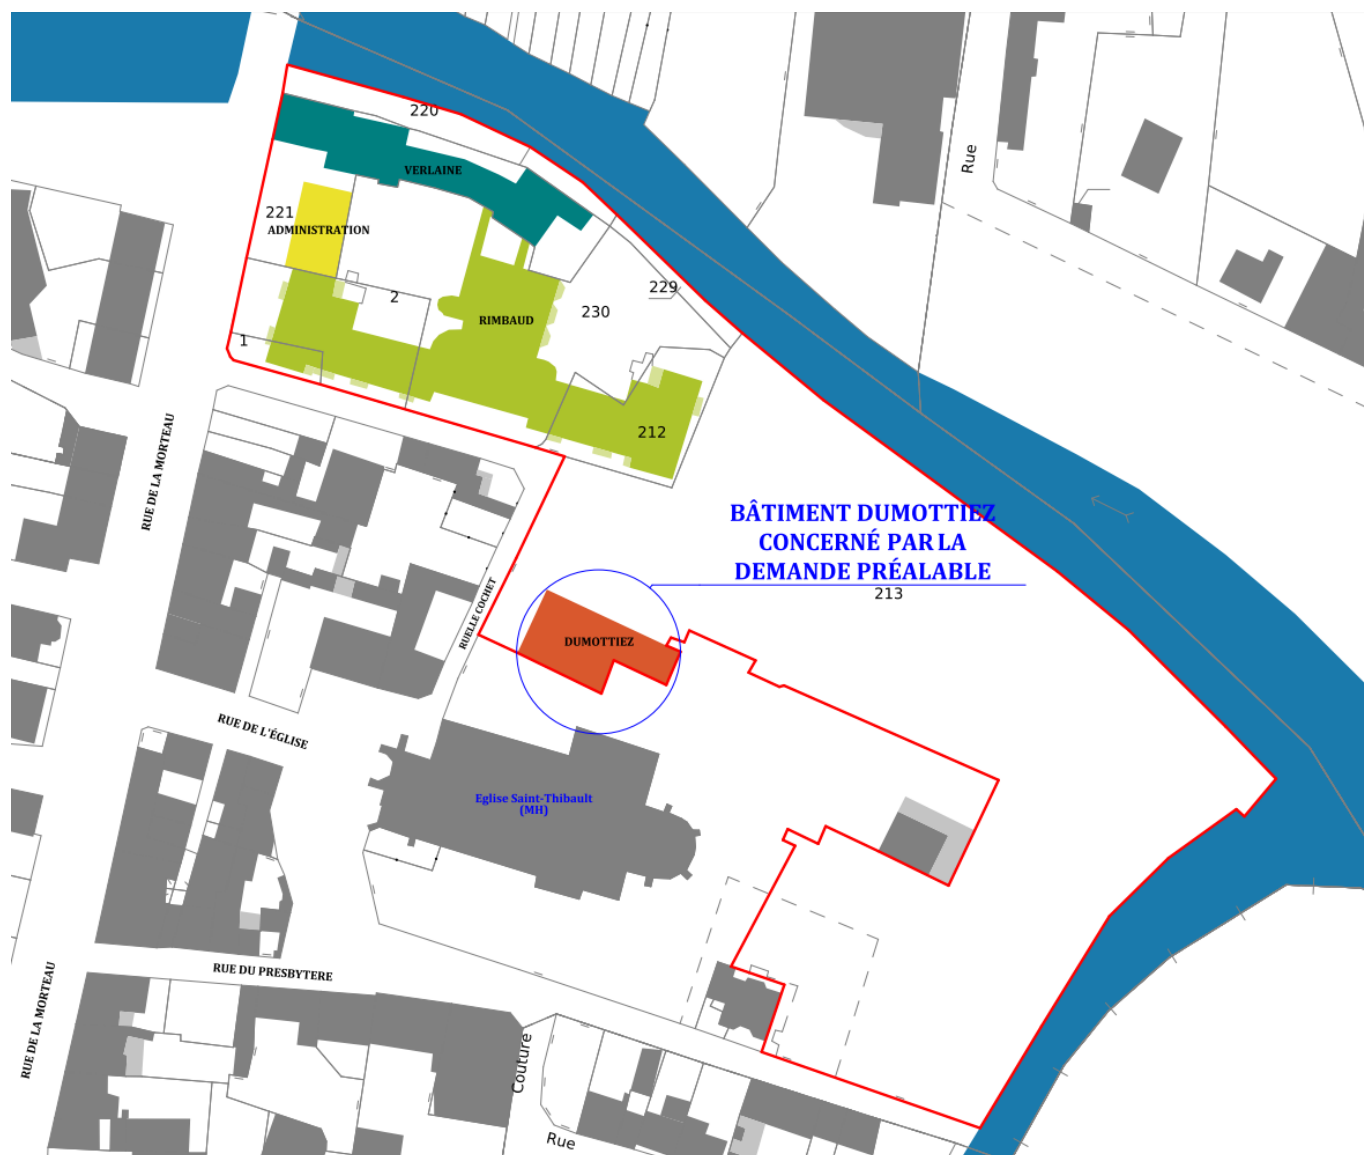 220
VERLAINE
Rue
221
ADMINISTRATION
2
229
230
RIMBAUD
1
212
RUE DE LA MORTEAU
BÂTIMENT DUMOTTIEZ
CONCERNÉ PAR LA
DEMANDE PRÉALABLE
213
RUELLE COCHET
DUMOTTIEZ
RUE DE L'ÉGLISE
Eglise Saint-Thibault
(MH)
RUE DU PRESBYTERE
RUE DE LA MORTEAU
Couture
Rue